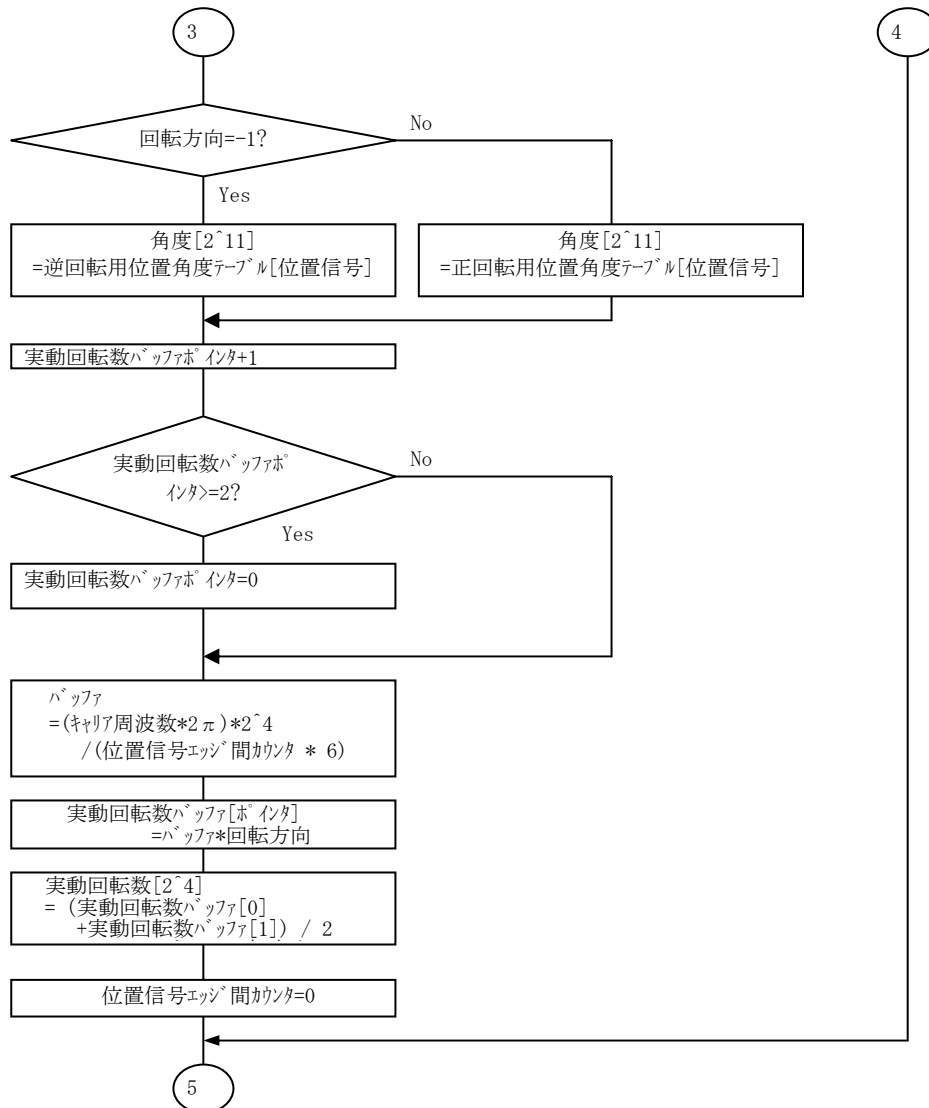 3
4
回転方向=-1?
No
Yes
角度[2^11]
=逆回転用位置角度ﾃｰﾌﾞﾙ[位置信号]
角度[2^11]
=正回転用位置角度ﾃｰﾌﾞﾙ[位置信号]
実動回転数ﾊﾞｯﾌｧﾎﾟｲﾝﾀ+1
実動回転数ﾊﾞｯﾌｧﾎﾟ
ｲﾝﾀ>=2?
No
Yes
実動回転数ﾊﾞｯﾌｧﾎﾟｲﾝﾀ=0
ﾊﾞｯﾌｧ
=(ｷｬﾘｱ周波数*2π)*2^4
/(位置信号ｴｯｼﾞ間ｶｳﾝﾀ * 6)
実動回転数ﾊﾞｯﾌｧ[ﾎﾟｲﾝﾀ]
=ﾊﾞｯﾌｧ*回転方向
実動回転数[2^4]
= (実動回転数ﾊﾞｯﾌｧ[0]
+実動回転数ﾊﾞｯﾌｧ[1]) / 2
位置信号ｴｯｼﾞ間ｶｳﾝﾀ=0
5